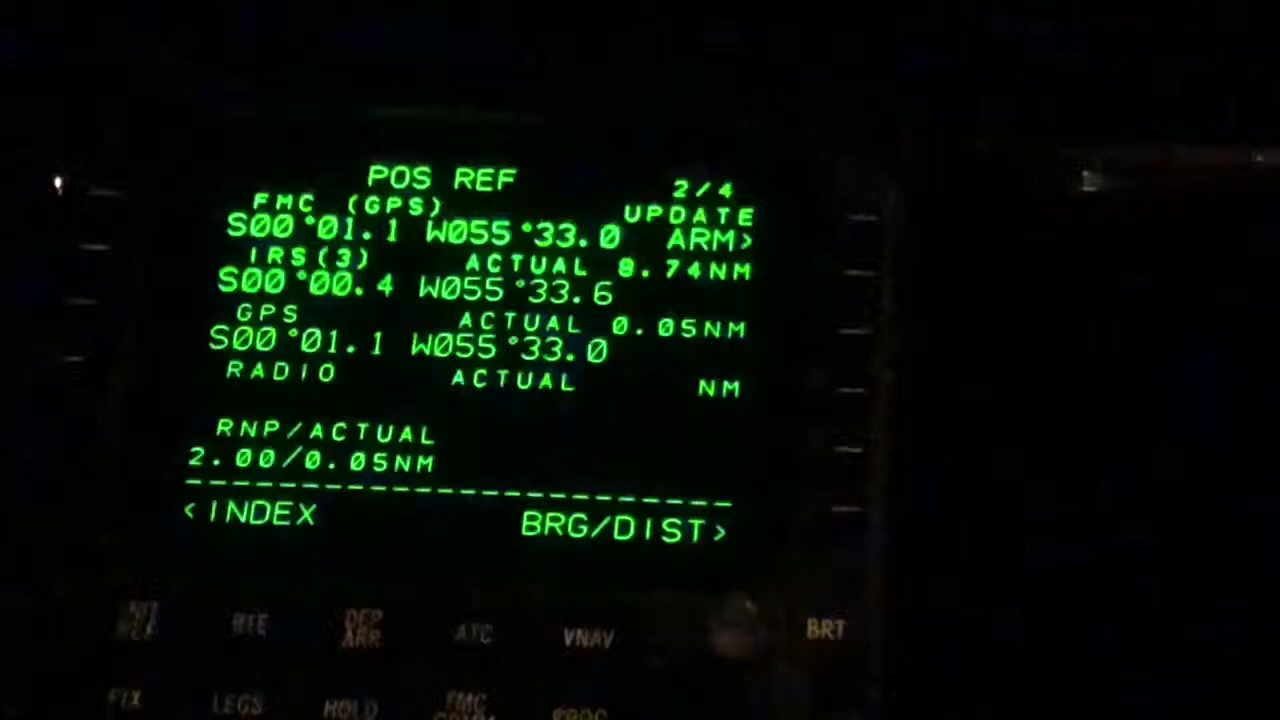 POS REF 2/4
FMC (GPS) UPDATE
S00°01.1 W055°33.0 ARM>
IRS(3) ACTUAL 8.74NM
S00°00.4 W055°33.6
GPS ACTUAL 0.05NM
S00°01.1 W055°33.0
RADIO ACTUAL NM
RNP/ACTUAL
2.00/0.05NM
------------------------
<INDEX BRG/DIST>
INIT REF RTE DEP ARR ATC VNAV BRT
FIX LEGS HOLD FMC COMM PROG